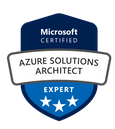 Microsoft
CERTIFIED
AZURE SOLUTIONS
ARCHITECT
EXPERT